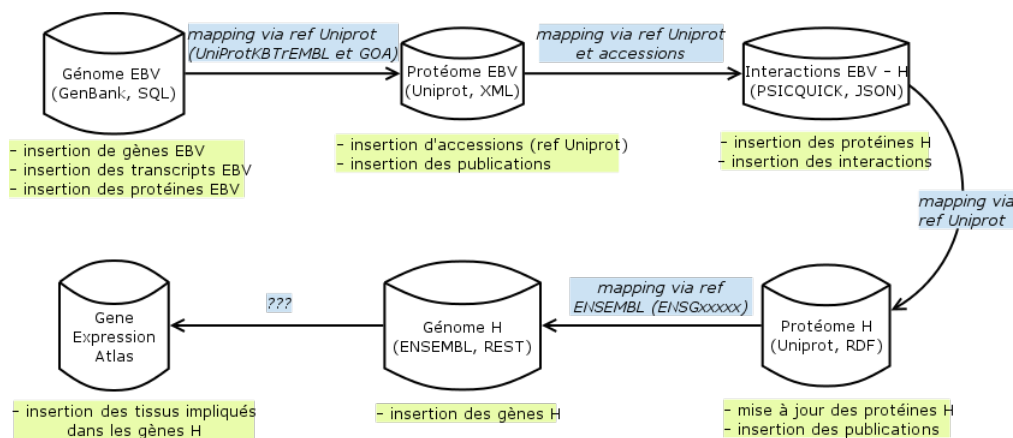 mapping via ref Uniprot
(UniProtKBTrEMBL et GOA)
mapping via ref Uniprot
et accessions
Génome EBV
(GenBank, SQL)
Protéome EBV
(Uniprot, XML)
Interactions EBV - H
(PSICQUICK, JSON)
- insertion de gènes EBV
- insertion des transcripts EBV
- insertion des protéines EBV
- insertion d'accessions (ref Uniprot)
- insertion des publications
- insertion des protéines H
- insertion des interactions
mapping via
ref Uniprot
???
mapping via ref
ENSEMBL (ENSGxxxxx)
Gene
Expression
Atlas
Génome H
(ENSEMBL, REST)
Protéome H
(Uniprot, RDF)
- insertion des tissus impliqués
dans les gènes H
- insertion des gènes H
- mise à jour des protéines H
- insertion des publications